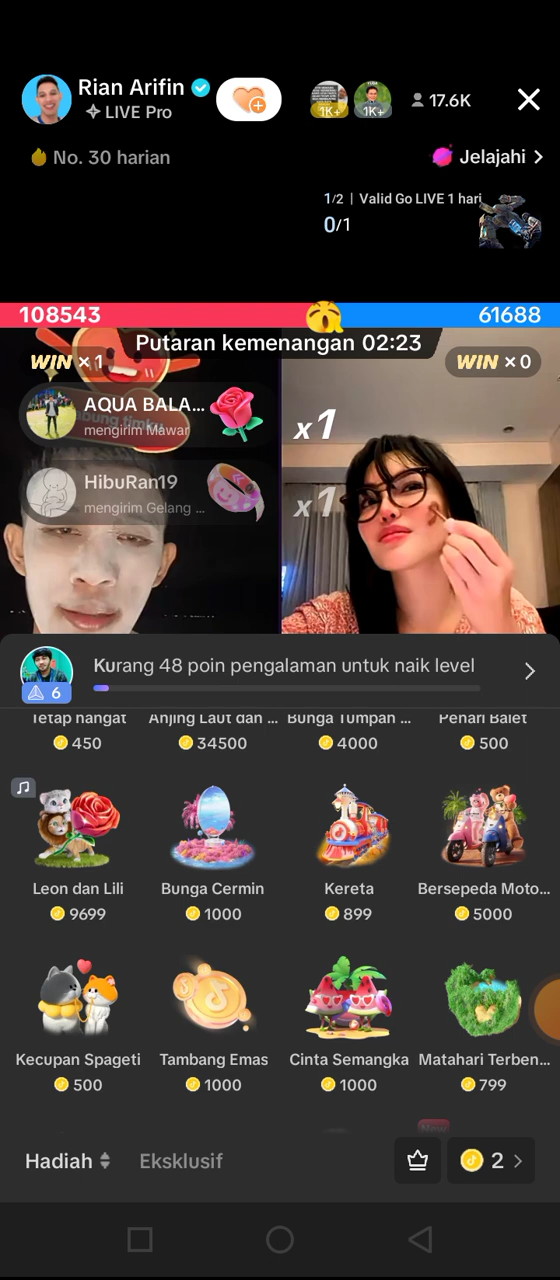 Rian Arifin
LIVE Pro
1K+
1K+
17.6K
No. 30 harian
Jelajahi
1/2 | Valid Go LIVE 1 hari
0/1
108543
61688
Putaran kemenangan 02:23
WIN × 1
WIN × 0
AQUA BALA...
mengirim Mawar
x1
HibuRan19
mengirim Gelang ...
x1
Kurang 48 poin pengalaman untuk naik level
6
Tetap hangat
Anjing Laut dan ...
Bunga Tumpah ...
Penari Balet
450
34500
4000
500
Leon dan Lili
Bunga Cermin
Kereta
Bersepeda Moto...
9699
1000
899
5000
Kecupan Spageti
Tambang Emas
Cinta Semangka
Matahari Terben...
500
1000
1000
799
New
Hadiah
Eksklusif
2